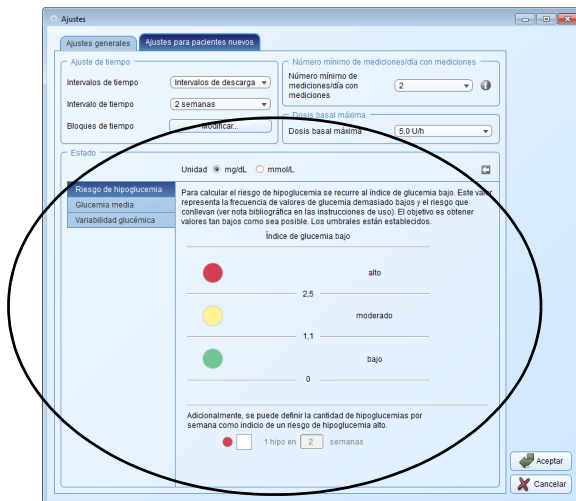 Ajustes
Ajustes generales
Ajustes para pacientes nuevos
Ajuste de tiempo
Intervalos de tiempo
Intervalos de descarga
Intervalo de tiempo
2 semanas
Bloques de tiempo
Modificar...
Número mínimo de mediciones/día con mediciones
Número mínimo de
mediciones/día con
mediciones
2
Dosis basal máxima
Dosis basal máxima
5,0 U/h
Estado
Unidad
mg/dL
mmol/L
Riesgo de hipoglucemia
Glucemia media
Variabilidad glucémica
Para calcular el riesgo de hipoglucemia se recurre al índice de glucemia bajo. Este valor
representa la frecuencia de valores de glucemia demasiado bajos y el riesgo que
conllevan (ver nota bibliográfica en las instrucciones de uso). El objetivo es obtener
valores tan bajos como sea posible. Los umbrales están establecidos.
Índice de glucemia bajo
alto
2,5
moderado
1,1
bajo
0
Adicionalmente, se puede definir la cantidad de hipoglucemias por
semana como indicio de un riesgo de hipoglucemia alto.
1 hipo en 2 semanas
Aceptar
Cancelar